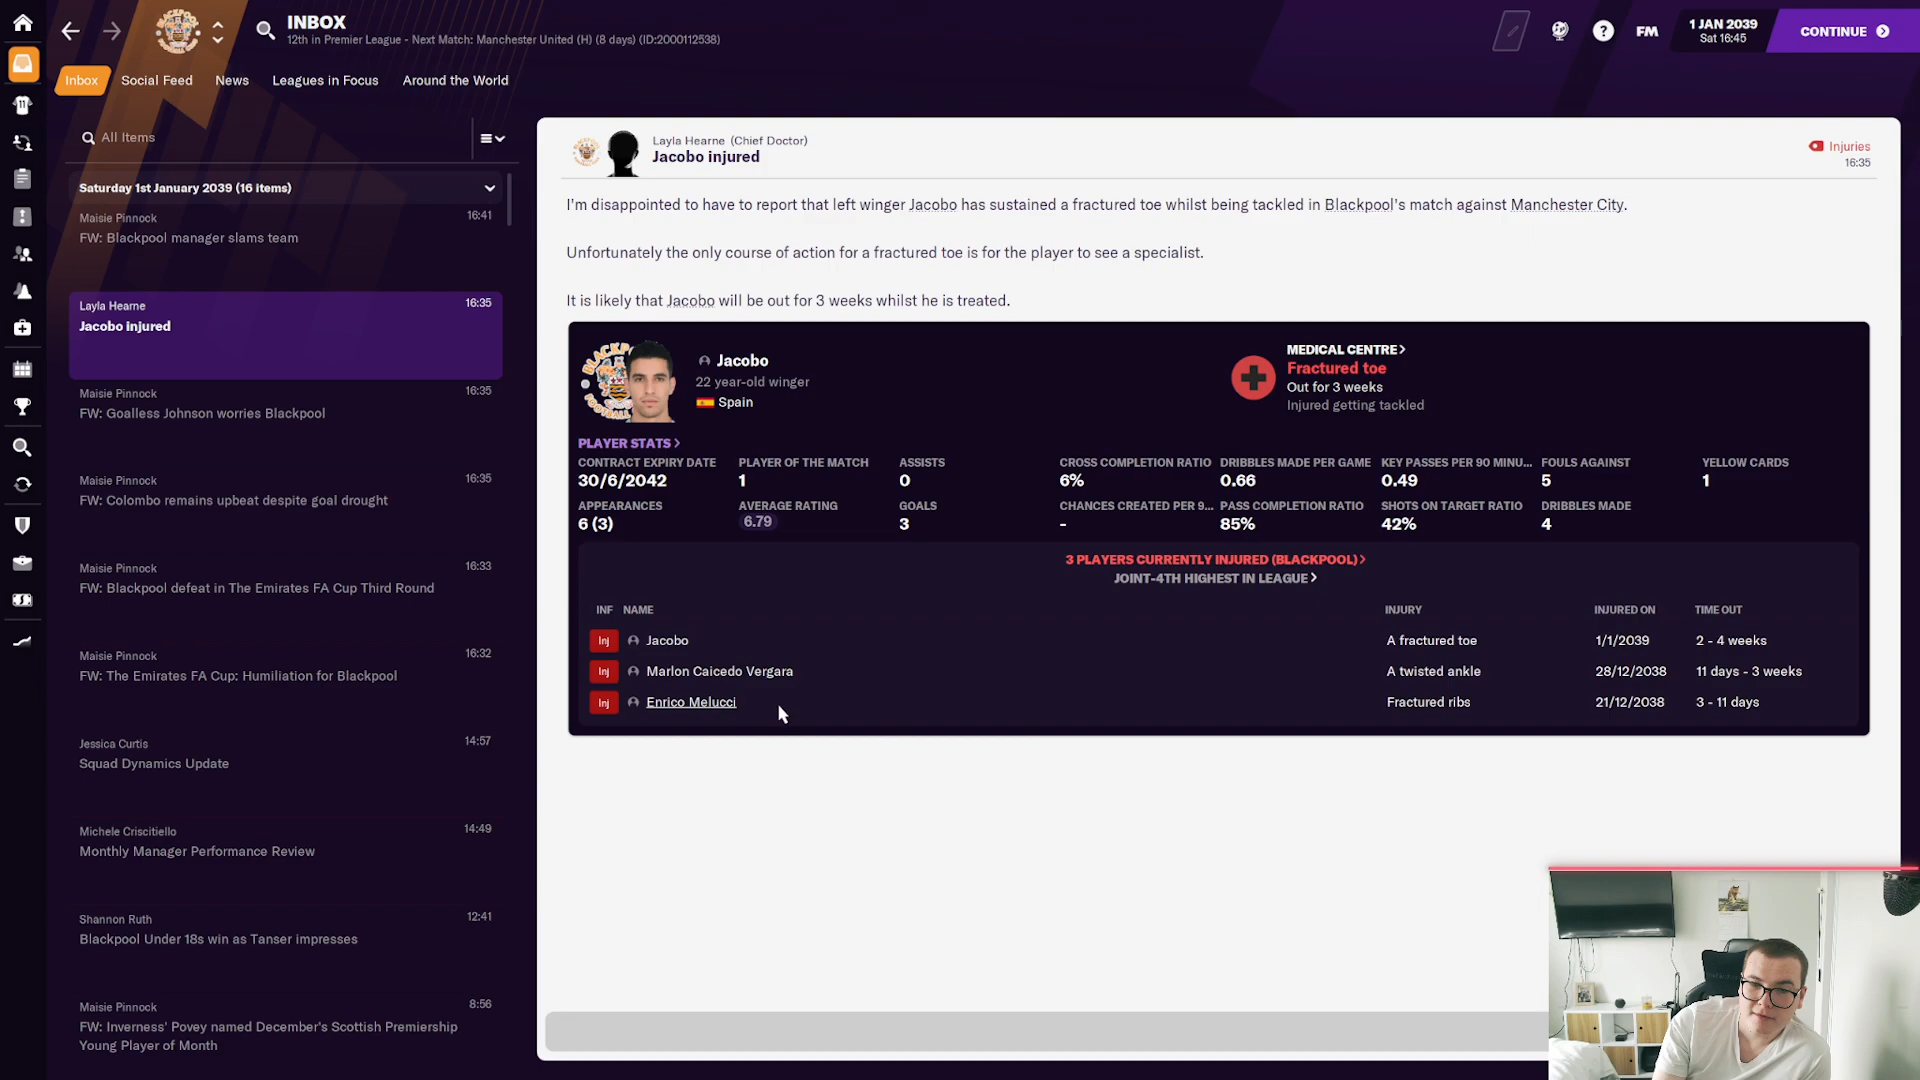 INBOX
12th in Premier League - Next Match: Manchester United (H) (8 days) (ID:2000112538)
FM
1 JAN 2039
Sat 16:45
CONTINUE
Inbox
Social Feed
News
Leagues in Focus
Around the World
All Items
Saturday 1st January 2039 (16 items)
Maisie Pinnock 16:41
FW: Blackpool manager slams team
Layla Hearne 16:35
Jacobo injured
Maisie Pinnock 16:35
FW: Goalless Johnson worries Blackpool
Maisie Pinnock 16:35
FW: Colombo remains upbeat despite goal drought
Maisie Pinnock 16:33
FW: Blackpool defeat in The Emirates FA Cup Third Round
Maisie Pinnock 16:32
FW: The Emirates FA Cup: Humiliation for Blackpool
Jessica Curtis 14:57
Squad Dynamics Update
Michele Criscitiello 14:49
Monthly Manager Performance Review
Shannon Ruth 12:41
Blackpool Under 18s win as Tanser impresses
Maisie Pinnock 8:56
FW: Inverness' Povey named December's Scottish Premiership
Young Player of Month
Layla Hearne (Chief Doctor)
Jacobo injured
Injuries
16:35
I'm disappointed to have to report that left winger Jacobo has sustained a fractured toe whilst being tackled in Blackpool's match against Manchester City.
Unfortunately the only course of action for a fractured toe is for the player to see a specialist.
It is likely that Jacobo will be out for 3 weeks whilst he is treated.
Jacobo
22 year-old winger
Spain
MEDICAL CENTRE>
Fractured toe
Out for 3 weeks
Injured getting tackled
PLAYER STATS >
CONTRACT EXPIRY DATE PLAYER OF THE MATCH ASSISTS CROSS COMPLETION RATIO DRIBBLES MADE PER GAME KEY PASSES PER 90 MINU... FOULS AGAINST YELLOW CARDS
30/6/2042 1 0 6% 0.66 0.49 5 1
APPEARANCES AVERAGE RATING GOALS CHANCES CREATED PER 9... PASS COMPLETION RATIO SHOTS ON TARGET RATIO DRIBBLES MADE
6 (3) 6.79 3 - 85% 42% 4
3 PLAYERS CURRENTLY INJURED (BLACKPOOL)>
JOINT-4TH HIGHEST IN LEAGUE >
INF NAME INJURY INJURED ON TIME OUT
Inj Jacobo A fractured toe 1/1/2039 2 - 4 weeks
Inj Marlon Caicedo Vergara A twisted ankle 28/12/2038 11 days - 3 weeks
Inj Enrico Melucci Fractured ribs 21/12/2038 3 - 11 days